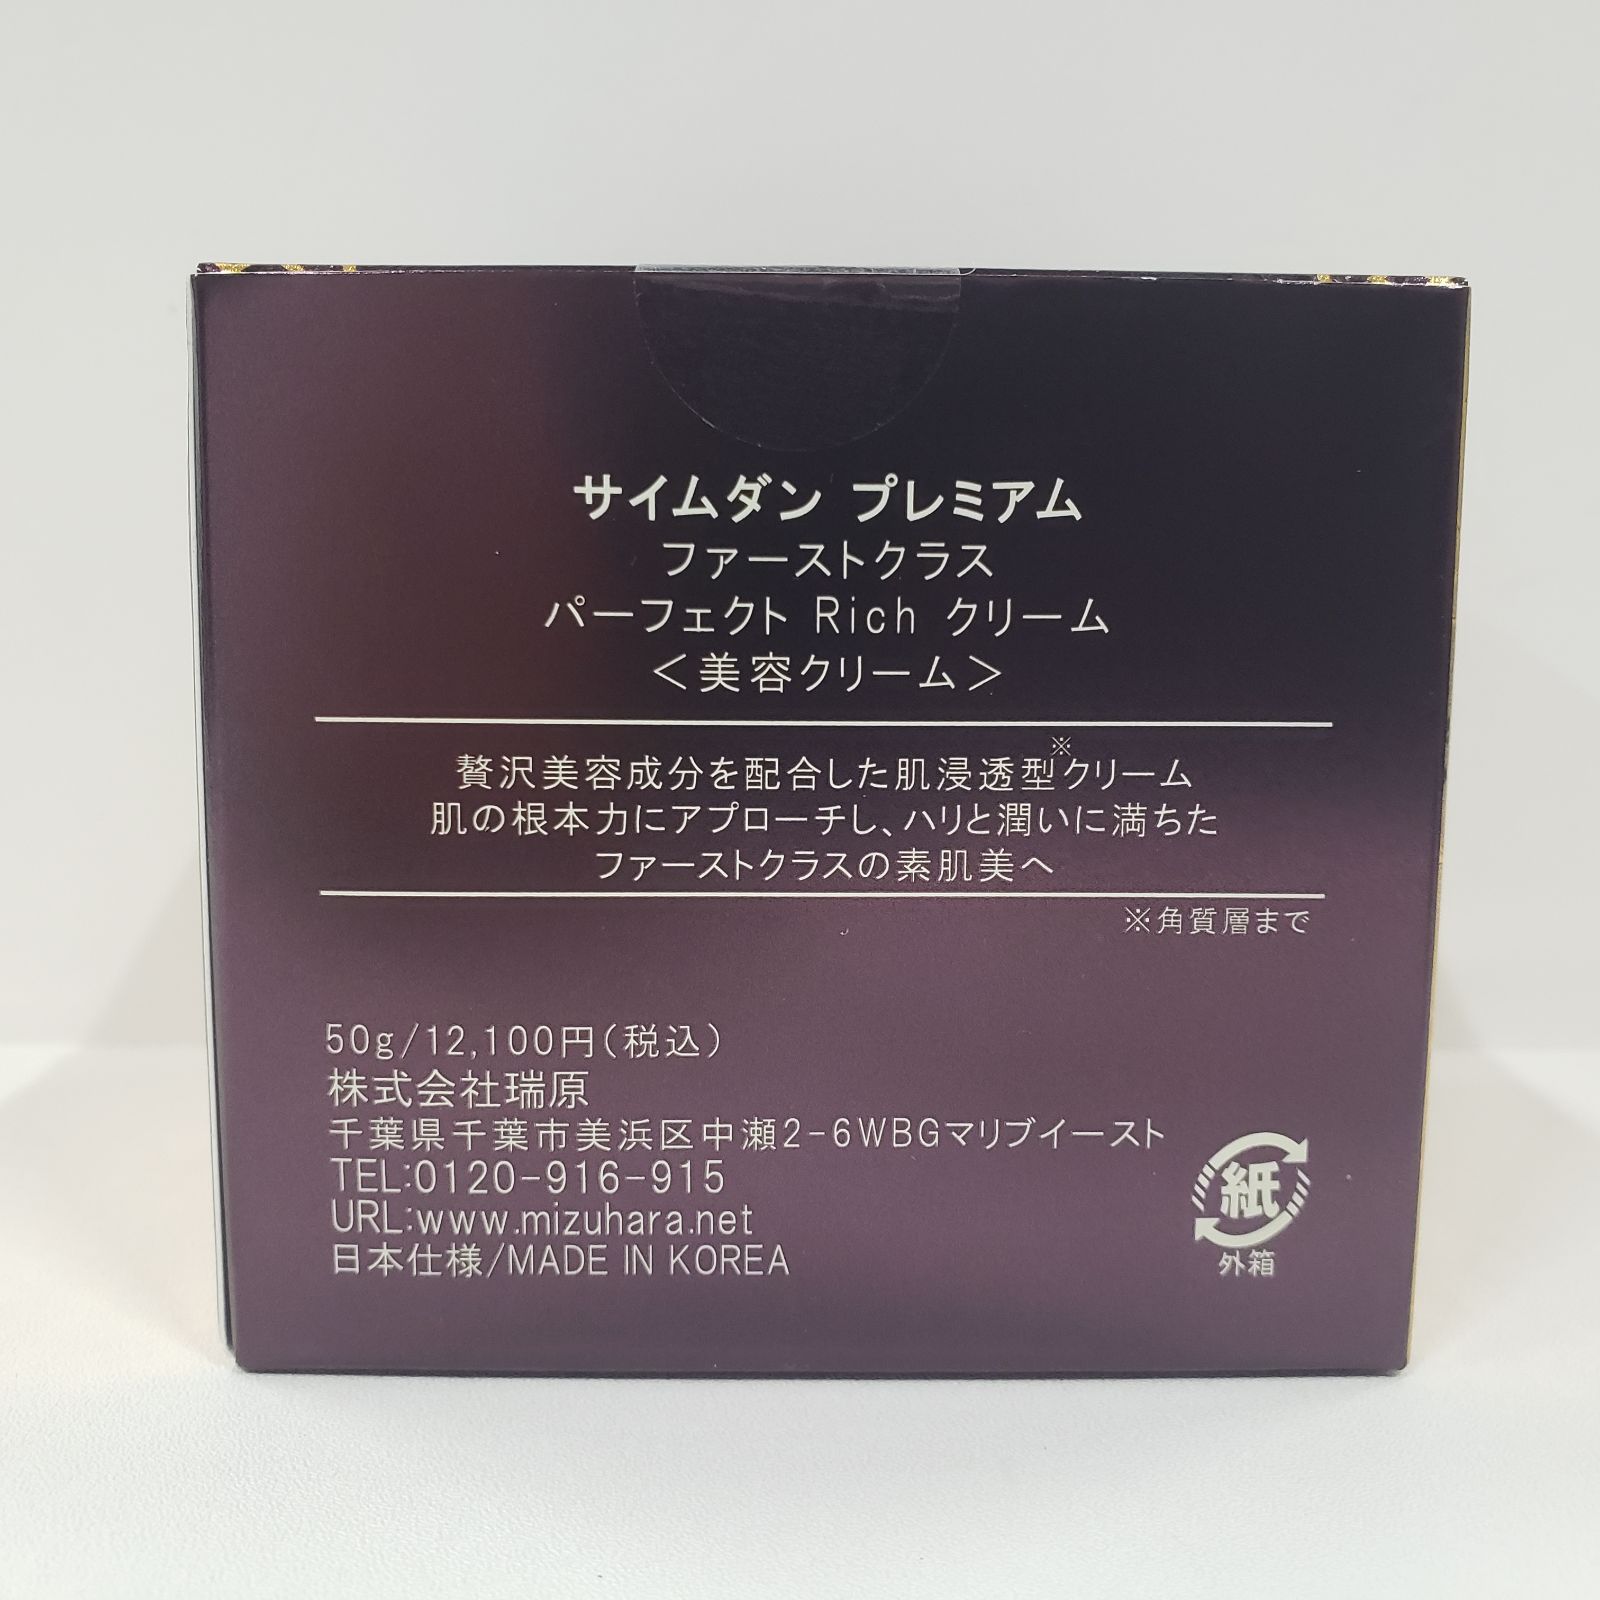 サイムダン プレミアム
ファーストクラス
パーフェクト Rich クリーム
＜美容クリーム＞
贅沢美容成分を配合した肌浸透型※クリーム
肌の根本力にアプローチし、ハリと潤いに満ちた
ファーストクラスの素肌美へ
※角質層まで
50g/12,100円(税込)
株式会社瑞原
千葉県千葉市美浜区中瀬2-6WBGマリブイースト
TEL:0120-916-915
URL:www.mizuhara.net
日本仕様/MADE IN KOREA
紙
外箱